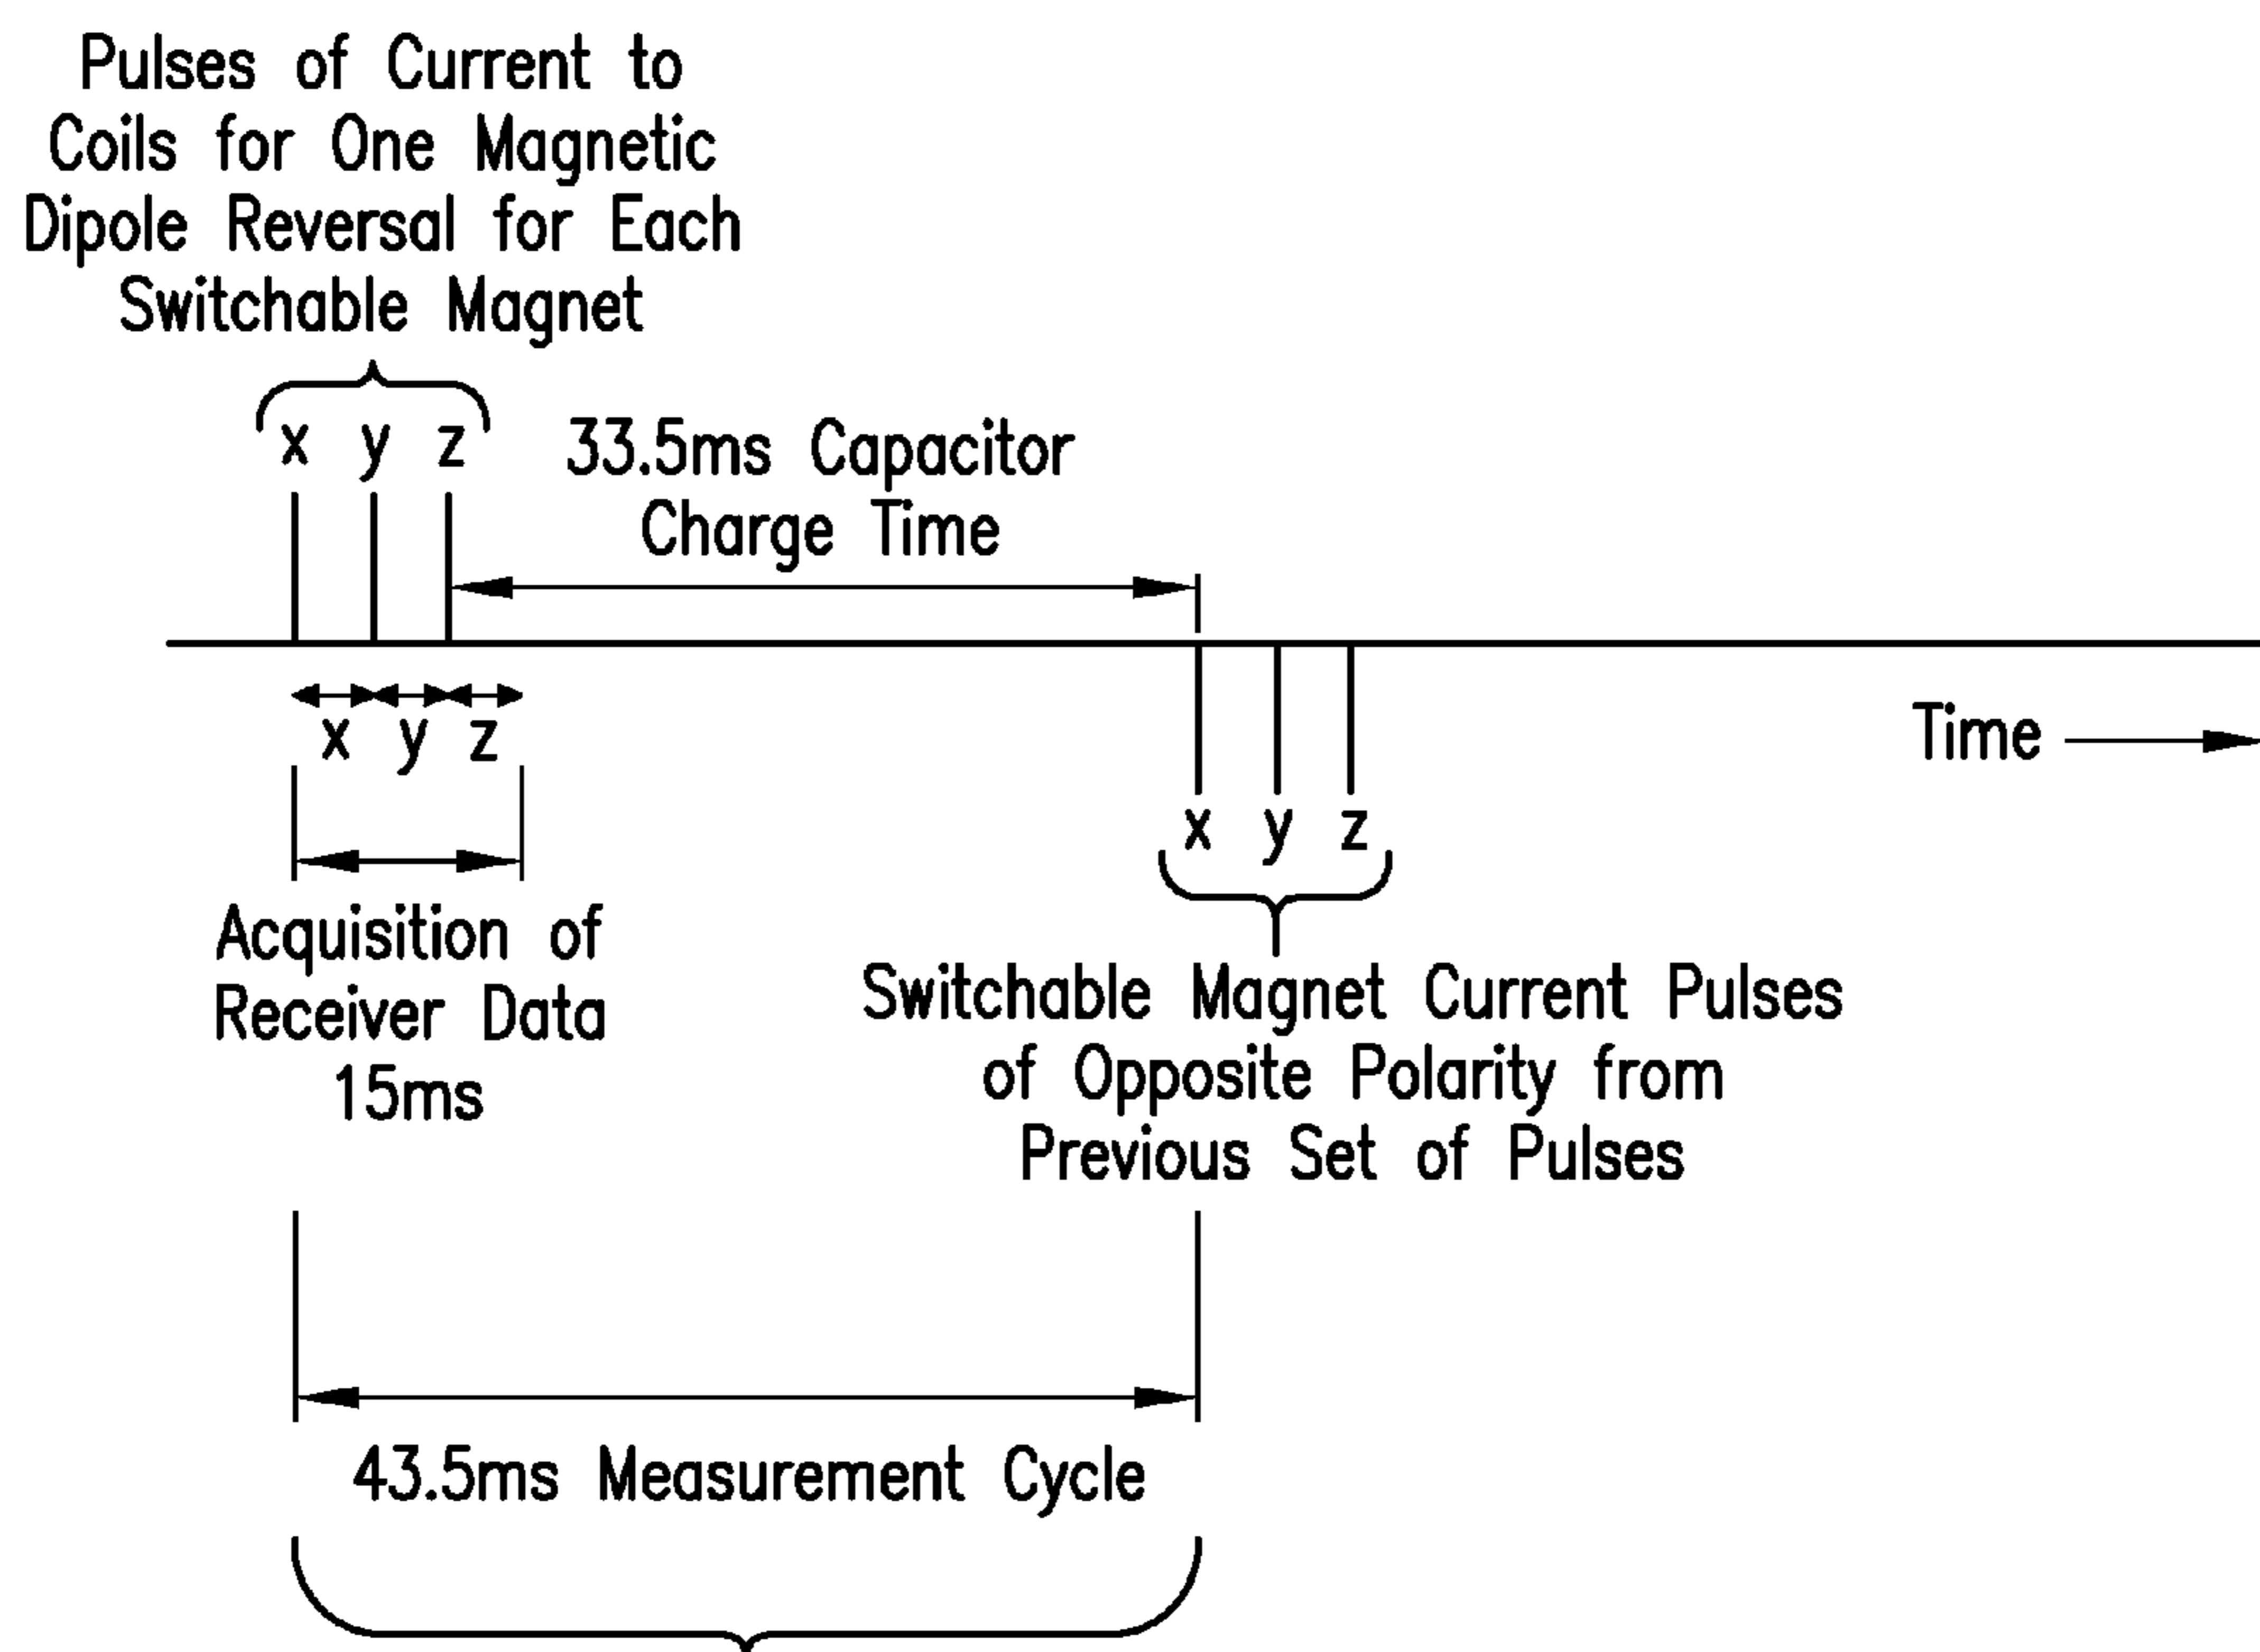 Pulses of Current to
Coils for One Magnetic
Dipole Reversal for Each
Switchable Magnet
x y z
33.5ms Capacitor
Charge Time
x y z
Time
x y z
Acquisition of
Receiver Data
15ms
Switchable Magnet Current Pulses
of Opposite Polarity from
Previous Set of Pulses
43.5ms Measurement Cycle